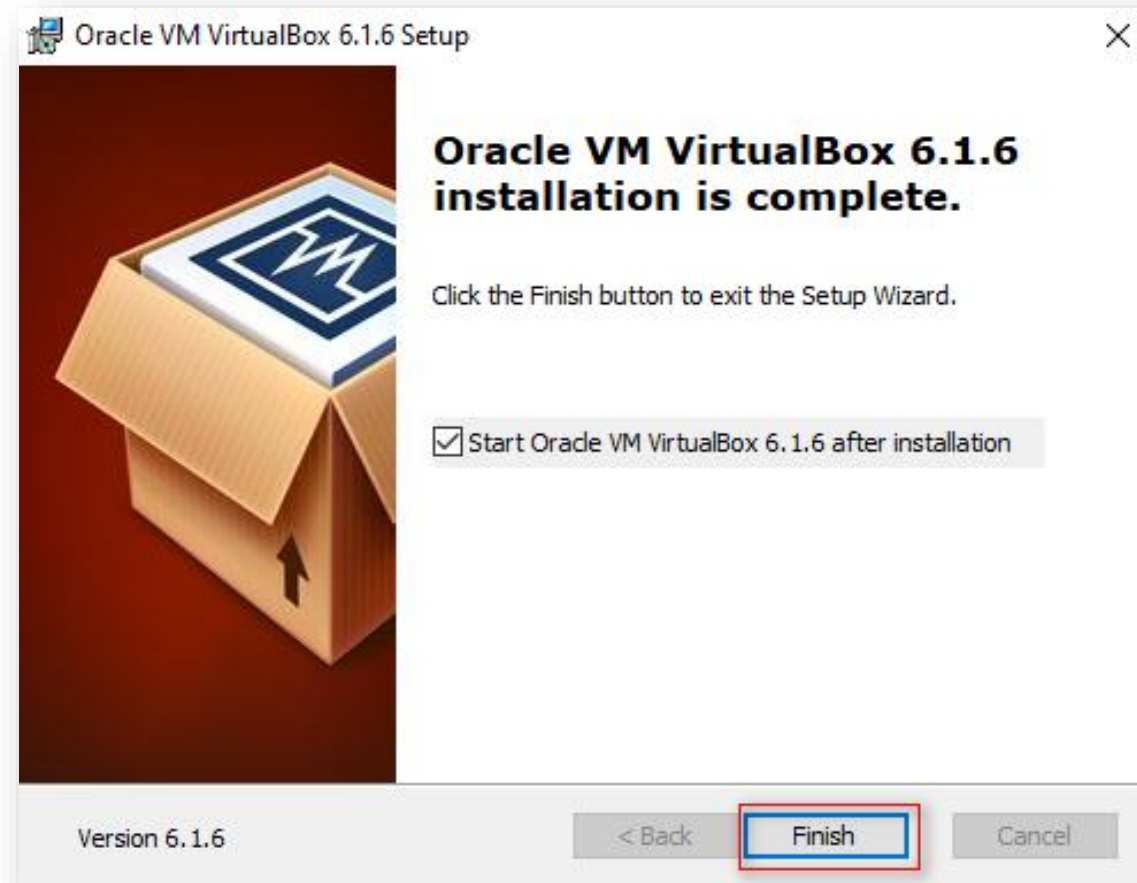 Oracle VM VirtualBox 6.1.6 Setup
Oracle VM VirtualBox 6.1.6
installation is complete.
Click the Finish button to exit the Setup Wizard.
Start Oracle VM VirtualBox 6.1.6 after installation
Version 6.1.6
< Back Finish Cancel